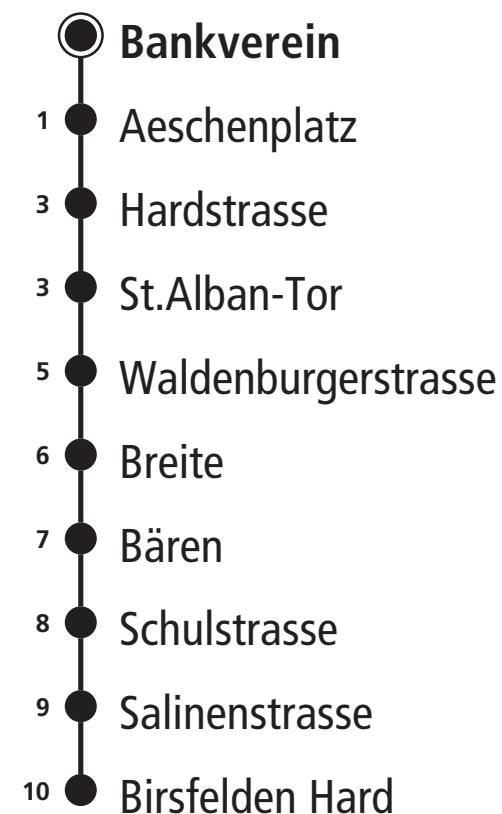 Bankverein
1 Aeschenplatz
3 Hardstrasse
3 St.Alban-Tor
5 Waldenburgerstrasse
6 Breite
7 Bären
8 Schulstrasse
9 Salinenstrasse
10 Birsfelden Hard